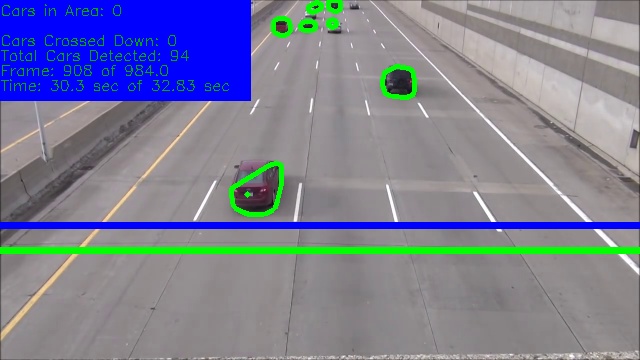 Cars in Area: 0
Cars Crossed Down: 0
Total Cars Detected: 94
Frame: 908 of 984.0
Time: 30.3 sec of 32.83 sec